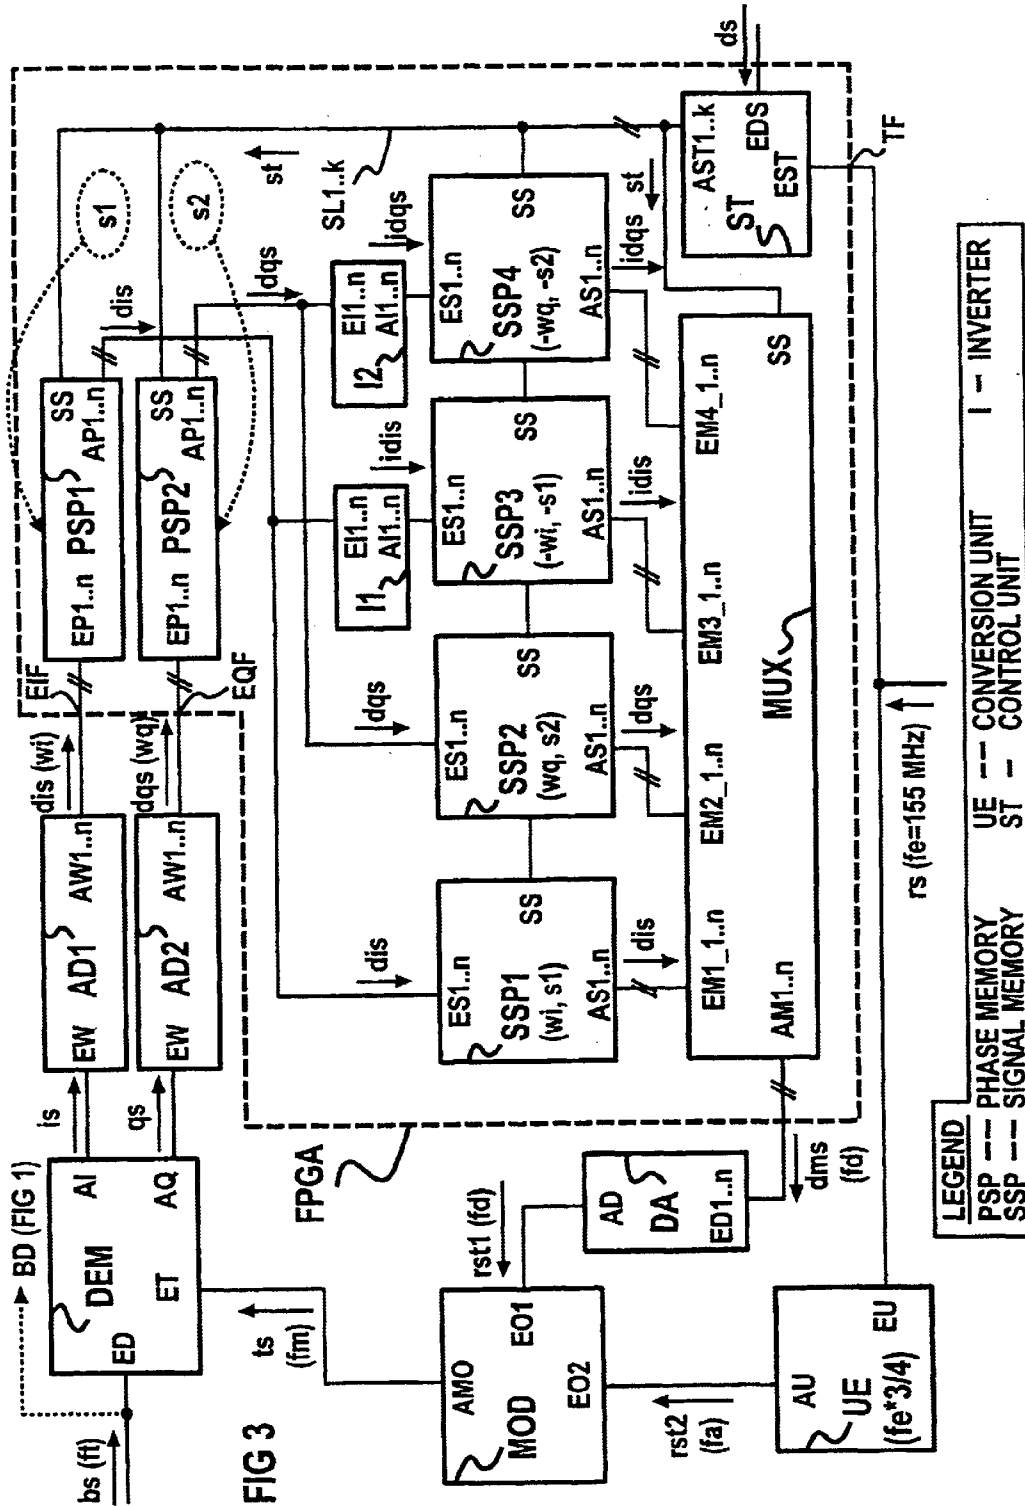 bs (ft)
BD (FIG 1)
ED
DEM
AI
AQ
ET
is
qs
EW AD1 AW1..n
EW AD2 AW1..n
dis (wi)
dqs (wq)
EIF
EQF
EP1..n PSP1 AP1..n
SS
EP1..n PSP2 AP1..n
SS
s1
s2
dis
dqs
st
SL1..k
FPGA
I1
EI1..n
AI1..n
idis
I2
EI1..n
AI1..n
idqs
dis
ES1..n
SSP1
(wi, s1)
SS
AS1..n
dis
dqs
ES1..n
SSP2
(wq, s2)
SS
AS1..n
dqs
ES1..n
SSP3
(-wi, -s1)
SS
AS1..n
idis
ES1..n
SSP4
(-wq, -s2)
SS
AS1..n
idqs
st
EM1_1..n
EM2_1..n
EM3_1..n
EM4_1..n
AM1..n
MUX
SS
AST1..k
ST
EDS
EST
ds
TF
ts
(fm)
FIG 3
AMO
MOD
EO1
EO2
rst1 (fd)
AD
DA
ED1..n
dms
(fd)
rst2
(fa)
AU
UE
EU
(fe*3/4)
rs (fe=155 MHz)
LEGEND
PSP -- PHASE MEMORY UE -- CONVERSION UNIT I - INVERTER
SSP -- SIGNAL MEMORY ST - CONTROL UNIT